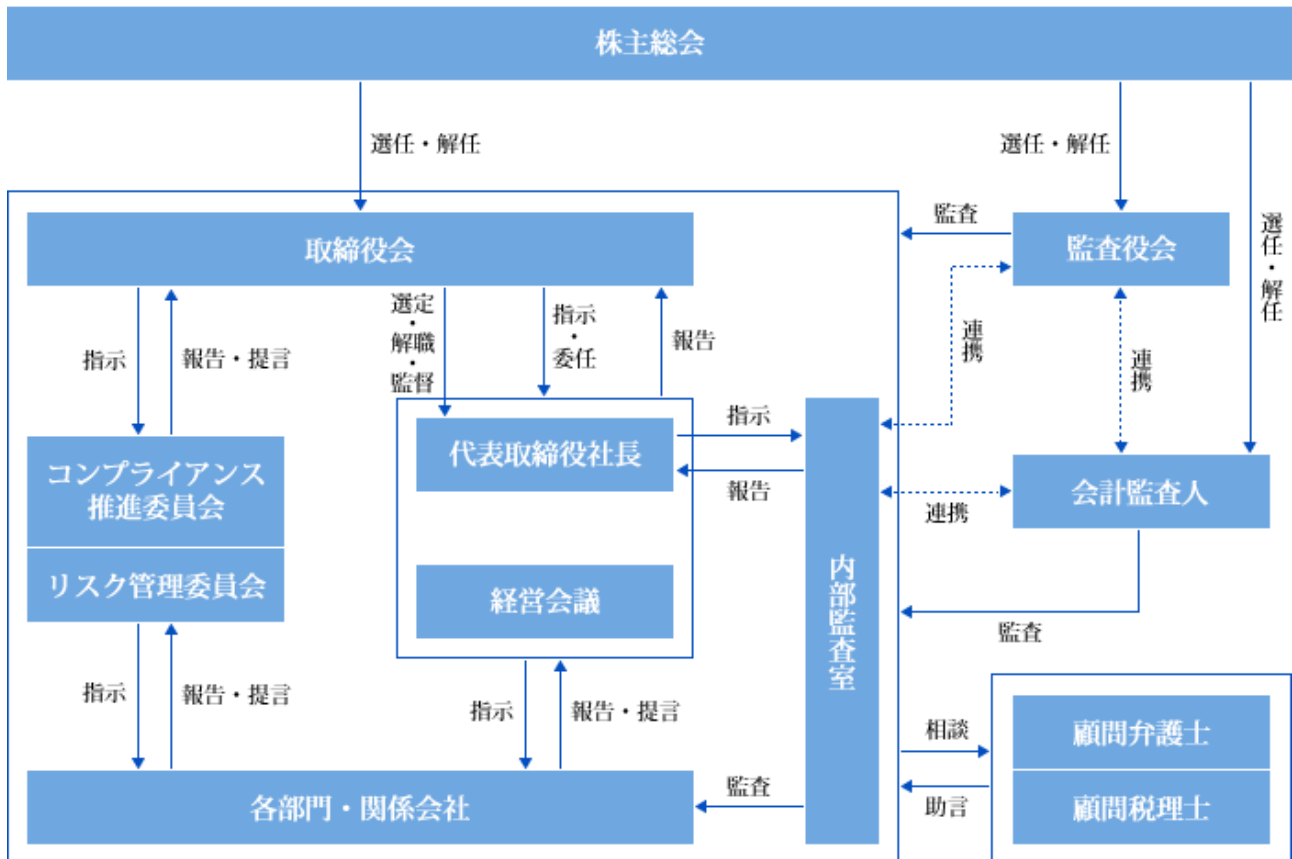 株主総会
選任・解任
選任・解任
選任・解任
取締役会
監査
監査役会
指示
報告・提言
選定・解職・監督
指示・委任
報告
連携
連携
コンプライアンス
推進委員会
リスク管理委員会
代表取締役社長
経営会議
指示
報告
内部監査室
連携
会計監査人
監査
指示
報告・提言
指示
報告・提言
各部門・関係会社
監査
相談
助言
顧問弁護士
顧問税理士